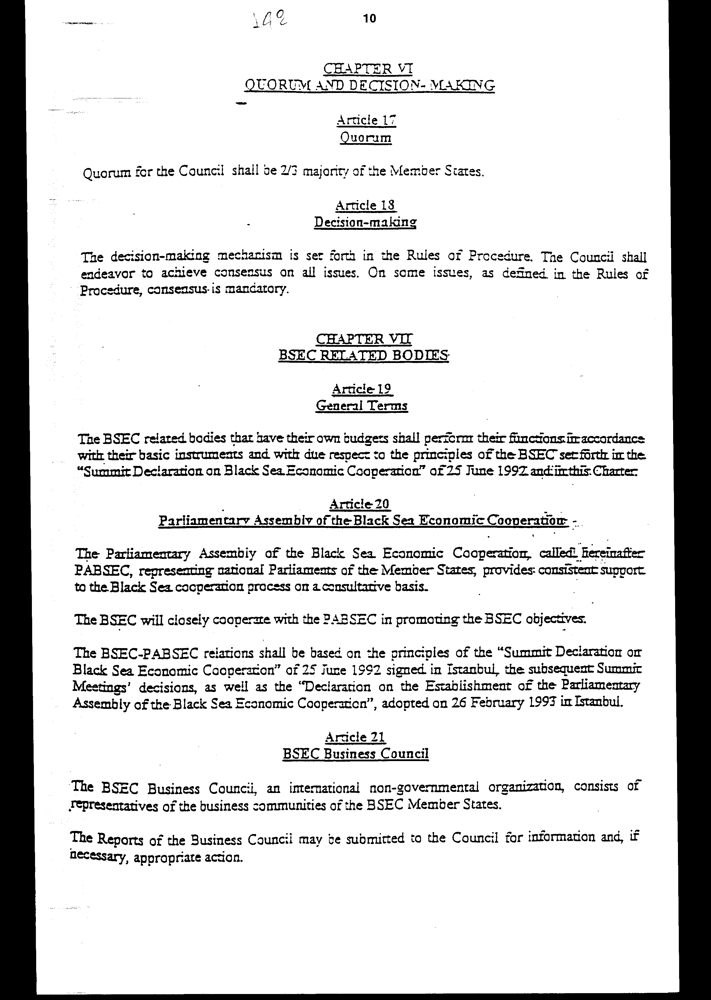 192
10
CHAPTER VI
QUORUM AND DECISION- MAKING
Article 17
Quorum
Quorum for the Council shall be 2/3 majority of the Member States.
Article 18
Decision-making
The decision-making mechanism is set forth in the Rules of Procedure. The Council shall
endeavor to achieve consensus on all issues. On some issues, as defined in the Rules of
Procedure, consensus is mandatory.
CHAPTER VII
BSEC RELATED BODIES
Article 19
General Terms
The BSEC related bodies that have their own budgets shall perform their functions in accordance
with their basic instruments and with due respect to the principles of the BSEC set forth in the
“Summit Declaration on Black Sea Economic Cooperation” of 25 June 1992 and in this Charter.
Article 20
Parliamentary Assembly of the Black Sea Economic Cooperation
The Parliamentary Assembly of the Black Sea Economic Cooperation, called hereinafter
PABSEC, representing national Parliaments of the Member States, provides consistent support
to the Black Sea cooperation process on a consultative basis.
The BSEC will closely cooperate with the PABSEC in promoting the BSEC objectives.
The BSEC-PABSEC relations shall be based on the principles of the “Summit Declaration on
Black Sea Economic Cooperation” of 25 June 1992 signed in Istanbul, the subsequent Summit
Meetings’ decisions, as well as the “Declaration on the Establishment of the Parliamentary
Assembly of the Black Sea Economic Cooperation”, adopted on 26 February 1993 in Istanbul.
Article 21
BSEC Business Council
The BSEC Business Council, an international non-governmental organization, consists of
representatives of the business communities of the BSEC Member States.
The Reports of the Business Council may be submitted to the Council for information and, if
necessary, appropriate action.